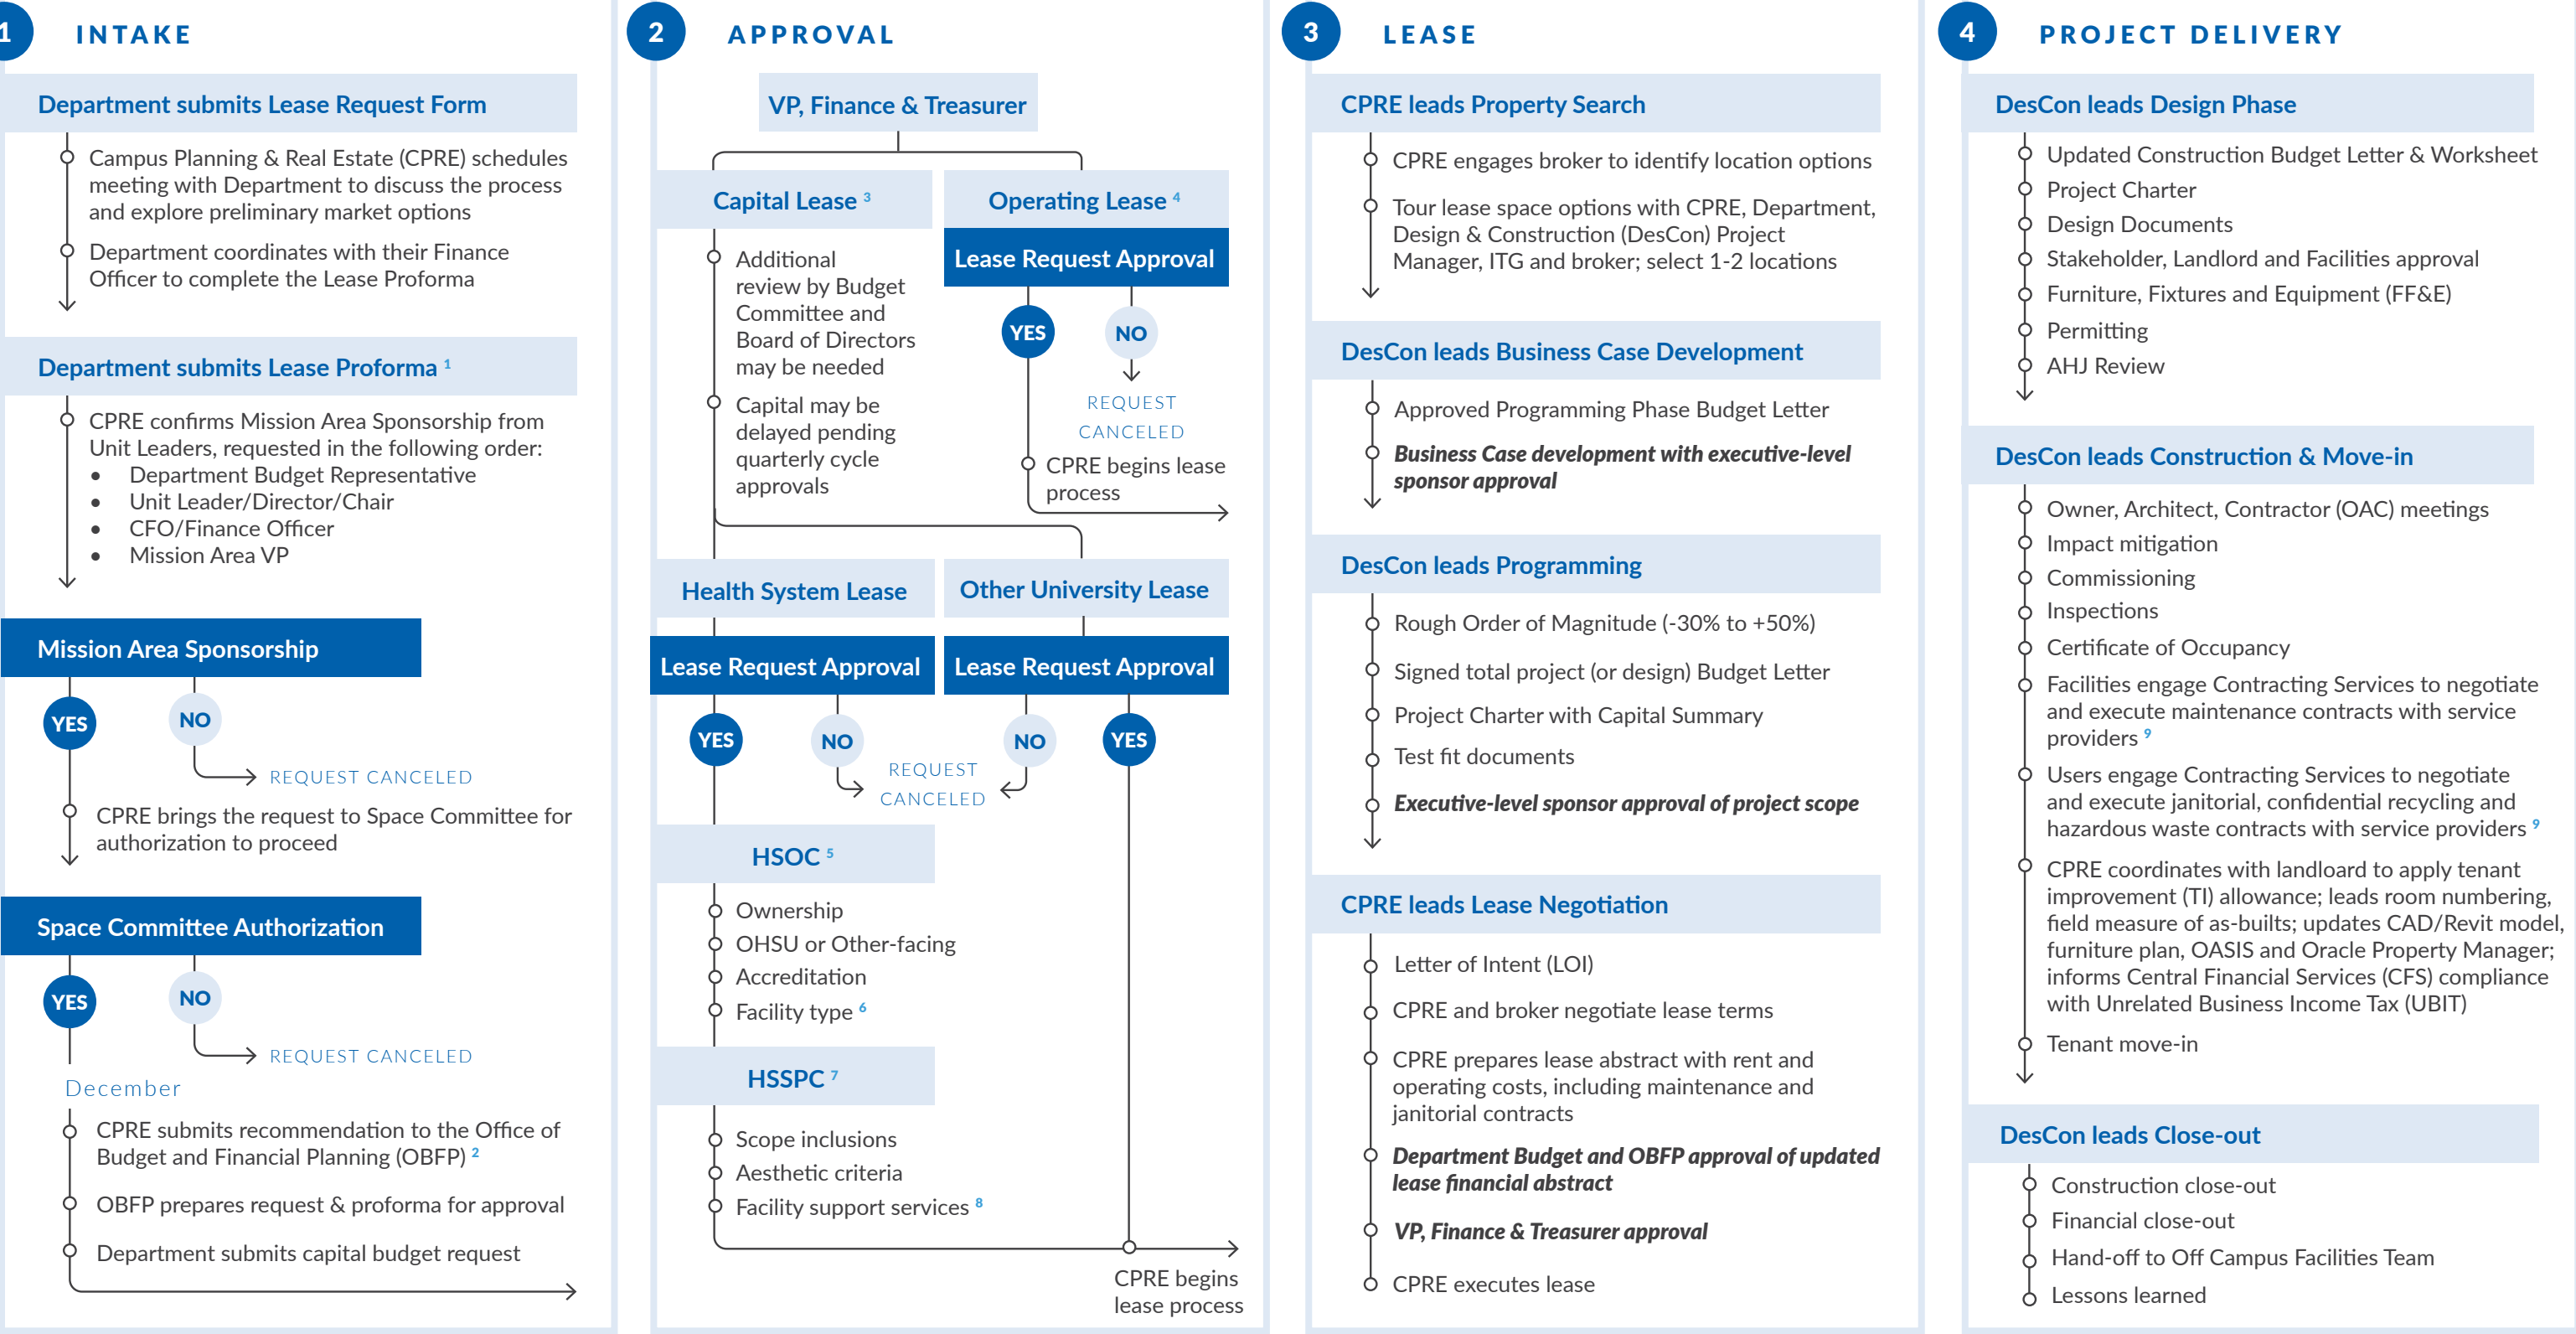 1
INTAKE
Department submits Lease Request Form
Campus Planning & Real Estate (CPRE) schedules
meeting with Department to discuss the process
and explore preliminary market options
Department coordinates with their Finance
Officer to complete the Lease Proforma
Department submits Lease Proforma 1
CPRE confirms Mission Area Sponsorship from
Unit Leaders, requested in the following order:
• Department Budget Representative
• Unit Leader/Director/Chair
• CFO/Finance Officer
• Mission Area VP
Mission Area Sponsorship
YES
NO
REQUEST CANCELED
CPRE brings the request to Space Committee for
authorization to proceed
Space Committee Authorization
YES
NO
REQUEST CANCELED
December
CPRE submits recommendation to the Office of
Budget and Financial Planning (OBFP) 2
OBFP prepares request & proforma for approval
Department submits capital budget request
2
APPROVAL
VP, Finance & Treasurer
Capital Lease 3
Additional
review by Budget
Committee and
Board of Directors
may be needed
Capital may be
delayed pending
quarterly cycle
approvals
Operating Lease 4
Lease Request Approval
YES
NO
REQUEST
CANCELED
CPRE begins lease
process
Health System Lease
Other University Lease
Lease Request Approval
Lease Request Approval
YES
NO
NO
YES
REQUEST
CANCELED
HSOC 5
Ownership
OHSU or Other-facing
Accreditation
Facility type 6
HSSPC 7
Scope inclusions
Aesthetic criteria
Facility support services 8
CPRE begins
lease process
3
LEASE
CPRE leads Property Search
CPRE engages broker to identify location options
Tour lease space options with CPRE, Department,
Design & Construction (DesCon) Project
Manager, ITG and broker; select 1-2 locations
DesCon leads Business Case Development
Approved Programming Phase Budget Letter
Business Case development with executive-level
sponsor approval
DesCon leads Programming
Rough Order of Magnitude (-30% to +50%)
Signed total project (or design) Budget Letter
Project Charter with Capital Summary
Test fit documents
Executive-level sponsor approval of project scope
CPRE leads Lease Negotiation
Letter of Intent (LOI)
CPRE and broker negotiate lease terms
CPRE prepares lease abstract with rent and
operating costs, including maintenance and
janitorial contracts
Department Budget and OBFP approval of updated
lease financial abstract
VP, Finance & Treasurer approval
CPRE executes lease
4
PROJECT DELIVERY
DesCon leads Design Phase
Updated Construction Budget Letter & Worksheet
Project Charter
Design Documents
Stakeholder, Landlord and Facilities approval
Furniture, Fixtures and Equipment (FF&E)
Permitting
AHJ Review
DesCon leads Construction & Move-in
Owner, Architect, Contractor (OAC) meetings
Impact mitigation
Commissioning
Inspections
Certificate of Occupancy
Facilities engage Contracting Services to negotiate
and execute maintenance contracts with service
providers 9
Users engage Contracting Services to negotiate
and execute janitorial, confidential recycling and
hazardous waste contracts with service providers 9
CPRE coordinates with landloard to apply tenant
improvement (TI) allowance; leads room numbering,
field measure of as-builts; updates CAD/Revit model,
furniture plan, OASIS and Oracle Property Manager;
informs Central Financial Services (CFS) compliance
with Unrelated Business Income Tax (UBIT)
Tenant move-in
DesCon leads Close-out
Construction close-out
Financial close-out
Hand-off to Off Campus Facilities Team
Lessons learned